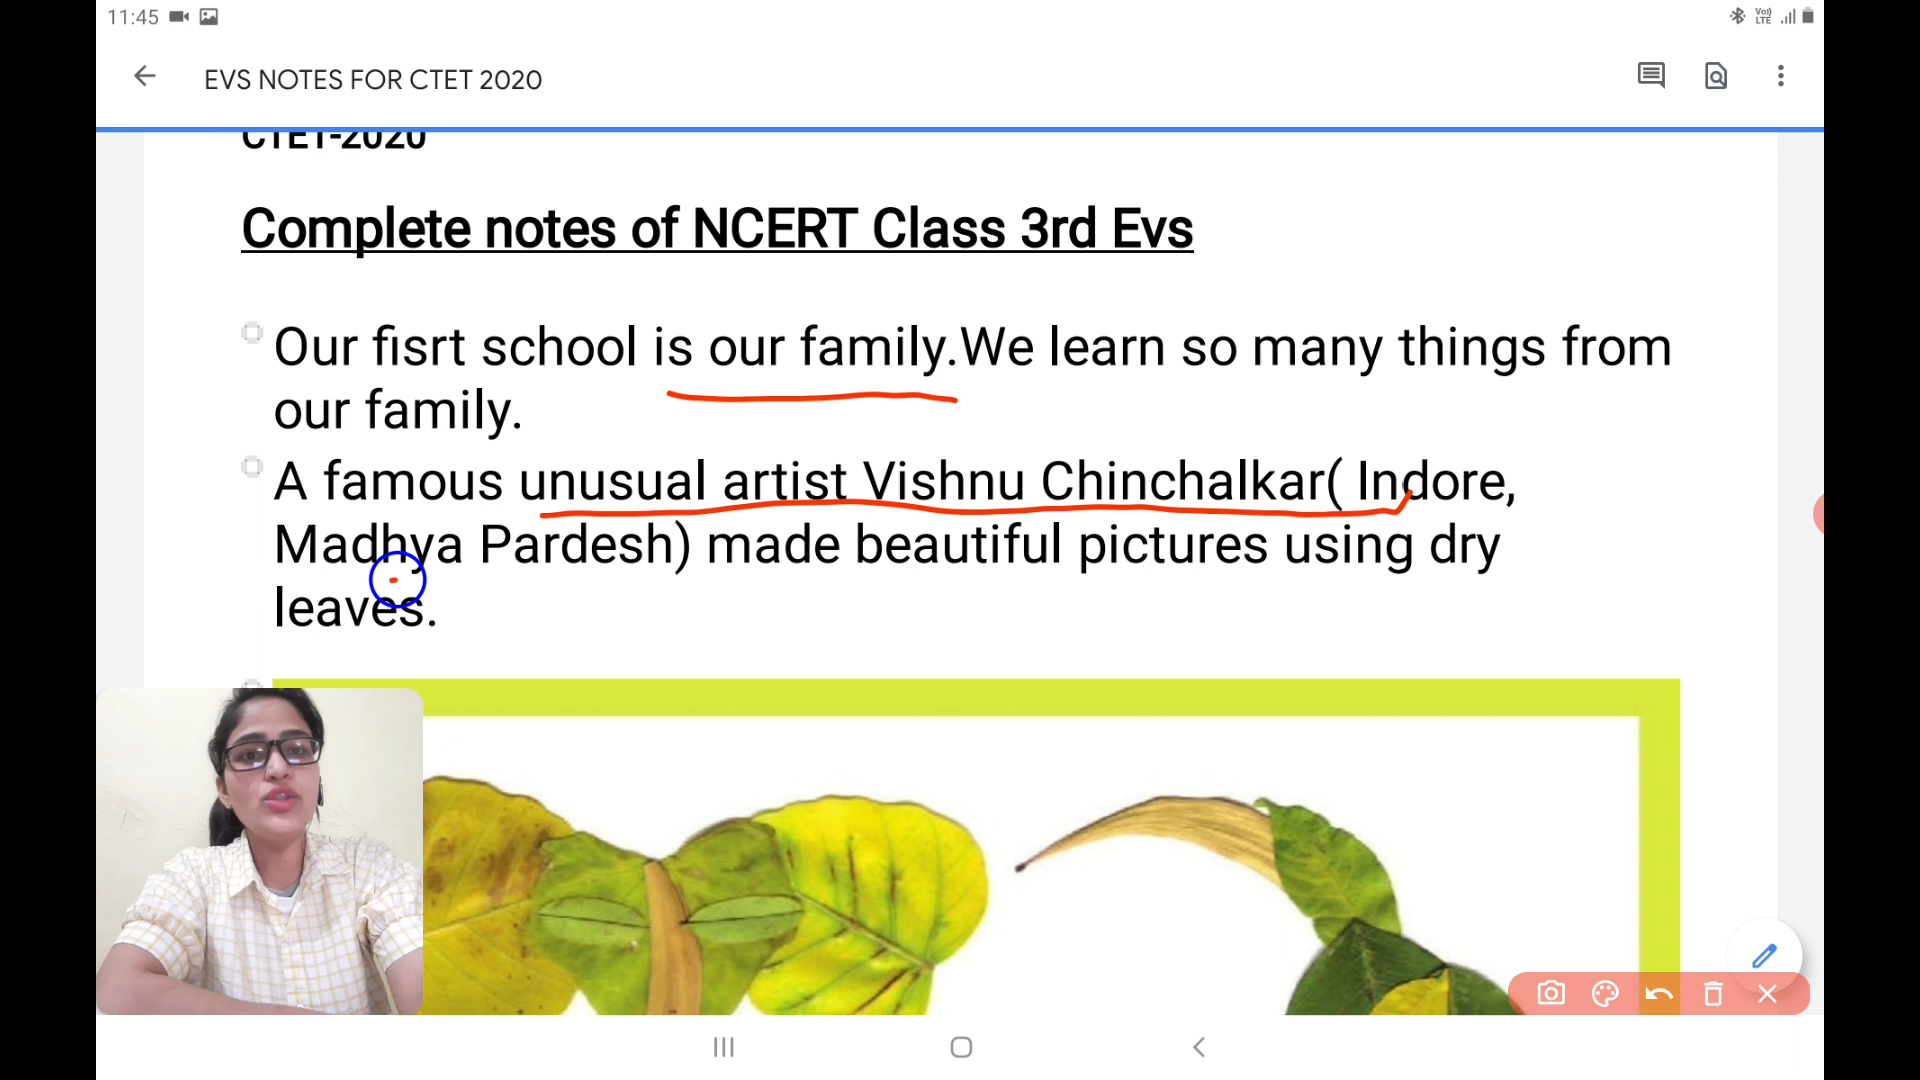 11:45
Vo)) LTE
EVS NOTES FOR CTET 2020
CTET-2020
Complete notes of NCERT Class 3rd Evs
Our fisrt school is our family.We learn so many things from
our family.
A famous unusual artist Vishnu Chinchalkar( Indore,
Madhya Pardesh) made beautiful pictures using dry
leaves.